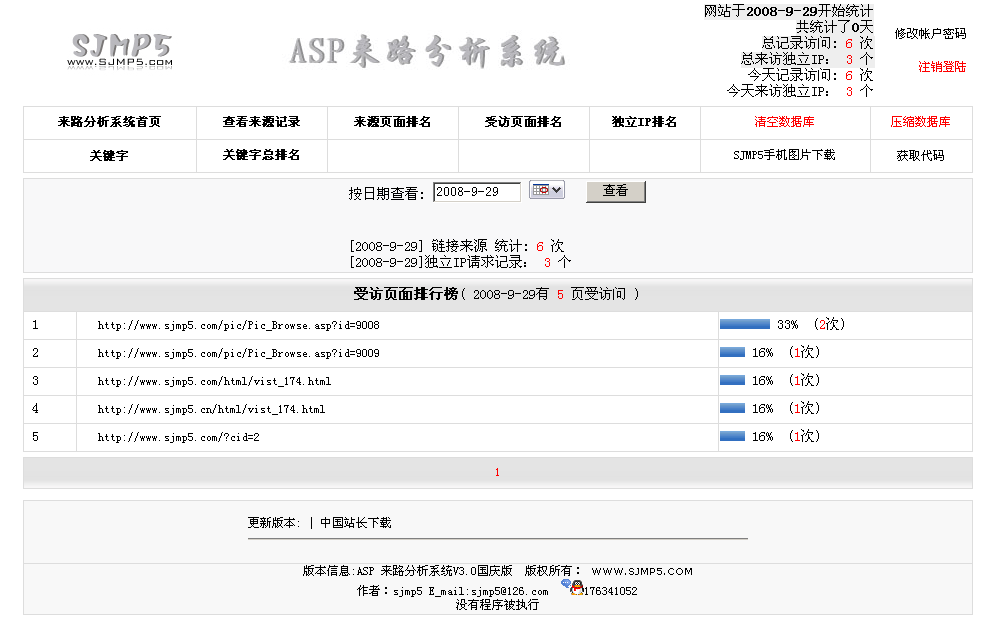 SJMP5
WWW.SJMP5.COM
ASP来路分析系统
网站于2008-9-29开始统计
共统计了0天
总记录访问: 6 次
总来访独立IP: 3 个
今天记录访问: 6 次
今天来访独立IP: 3 个
修改帐户密码
注销登陆
来路分析系统首页 查看来源记录 来源页面排名 受访页面排名 独立IP排名 清空数据库 压缩数据库
关键字 关键字总排名 SJMP5手机图片下载 获取代码
按日期查看: 2008-9-29 查看
[2008-9-29] 链接来源 统计: 6 次
[2008-9-29]独立IP请求记录: 3 个
受访页面排行榜( 2008-9-29有 5 页受访问 )
1 http://www.sjmp5.com/pic/Pic_Browse.asp?id=9008 33% (2次)
2 http://www.sjmp5.com/pic/Pic_Browse.asp?id=9009 16% (1次)
3 http://www.sjmp5.com/html/vist_174.html 16% (1次)
4 http://www.sjmp5.cn/html/vist_174.html 16% (1次)
5 http://www.sjmp5.com/?cid=2 16% (1次)
1
更新版本: | 中国站长下载
版本信息:ASP 来路分析系统V3.0国庆版 版权所有: WWW.SJMP5.COM
作者：sjmp5 E_mail:sjmp5@126.com 176341052
没有程序被执行